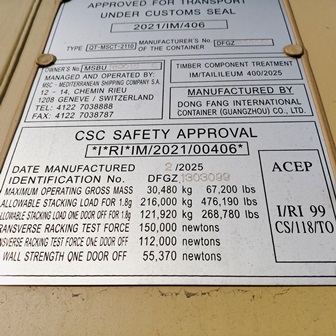 APPROVED FOR TRANSPORT
UNDER CUSTOMS SEAL
2021/IM/406
TYPE QT-MSCT-2110 MANUFACTURER'S No. OF THE CONTAINER DFGZ
OWNER'S No. MSBU
MANAGED AND OPERATED BY:
MSC - MEDITERRANEAN SHIPPING COMPANY S.A.
12 - 14, CHEMIN RIEU
1208 GENEVE / SWITZERLAND
TEL: 4122 7038888
FAX: 4122 7038787
TIMBER COMPONENT TREATMENT
IM/TAILILEUM 400/2025
MANUFACTURED BY
DONG FANG INTERNATIONAL
CONTAINER (GUANGZHOU) CO., LTD.
CSC SAFETY APPROVAL
*I*RI*IM/2021/00406*
DATE MANUFACTURED 2/2025
IDENTIFICATION No. DFGZ1303099
MAXIMUM OPERATING GROSS MASS 30,480 kg 67,200 lbs
ALLOWABLE STACKING LOAD FOR 1.8g 216,000 kg 476,190 lbs
ALLOWABLE STACKING ONE DOOR OFF FOR 1.8g 121,920 kg 268,780 lbs
TRANSVERSE RACKING TEST FORCE 150,000 newtons
TRANSVERSE RACKING FORCE ONE DOOR OFF 112,000 newtons
WALL STRENGTH ONE DOOR OFF 55,370 newtons
ACEP
I/RI 99
CS/118/TO